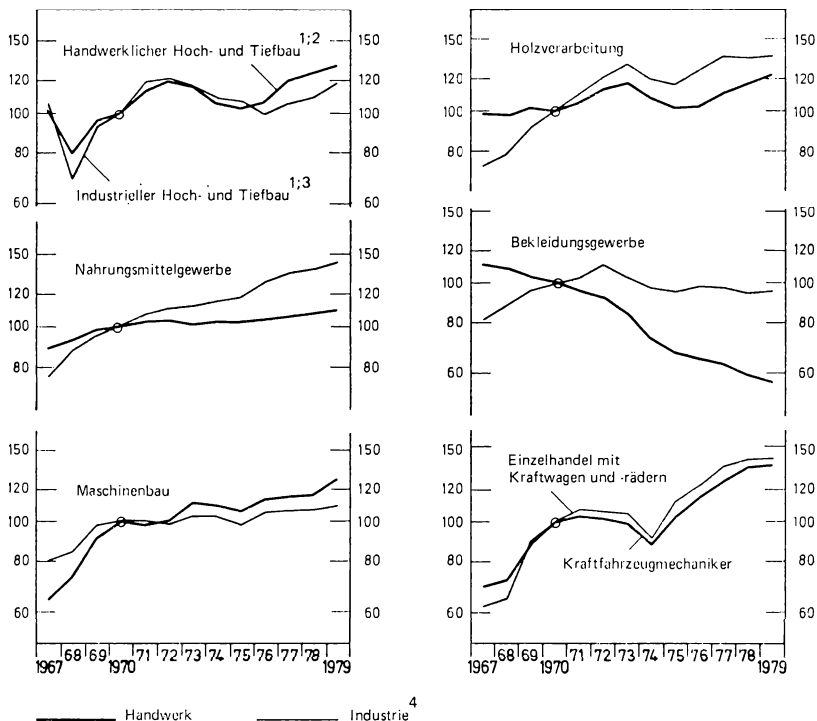 150 150
1;2
Handwerklicher Hoch- und Tiefbau
120 120
100 100
80 80
Industrieller Hoch- und Tiefbau 1;3
60 60
150 150
Holzverarbeitung
120 120
100 100
80 80
150 150
Nahrungsmittelgewerbe
120 120
100 100
80 80
150 150
Bekleidungsgewerbe
120 120
100 100
80 80
60 60
150 150
Maschinenbau
120 120
100 100
80 80
60 60
1967 68 69 1970 71 72 73 74 75 76 77 78 1979
150 150
Einzelhandel mit
Kraftwagen und -rädern
120 120
100 100
Kraftfahrzeugmechaniker
80 80
60 60
1967 68 69 1970 71 72 73 74 75 76 77 78 1979
Handwerk Industrie 4